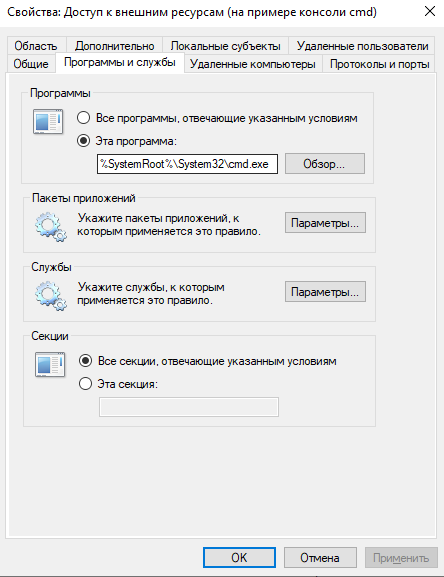 Свойства: Доступ к внешним ресурсам (на примере консоли cmd)
Область Дополнительно Локальные субъекты Удаленные пользователи
Общие Программы и службы Удаленные компьютеры Протоколы и порты
Программы
Все программы, отвечающие указанным условиям
Эта программа:
%SystemRoot%\System32\cmd.exe Обзор...
Пакеты приложений
Укажите пакеты приложений, к
которым применяется это правило.
Параметры...
Службы
Укажите службы, к которым
применяется это правило.
Параметры...
Секции
Все секции, отвечающие указанным условиям
Эта секция:
OK Отмена Применить